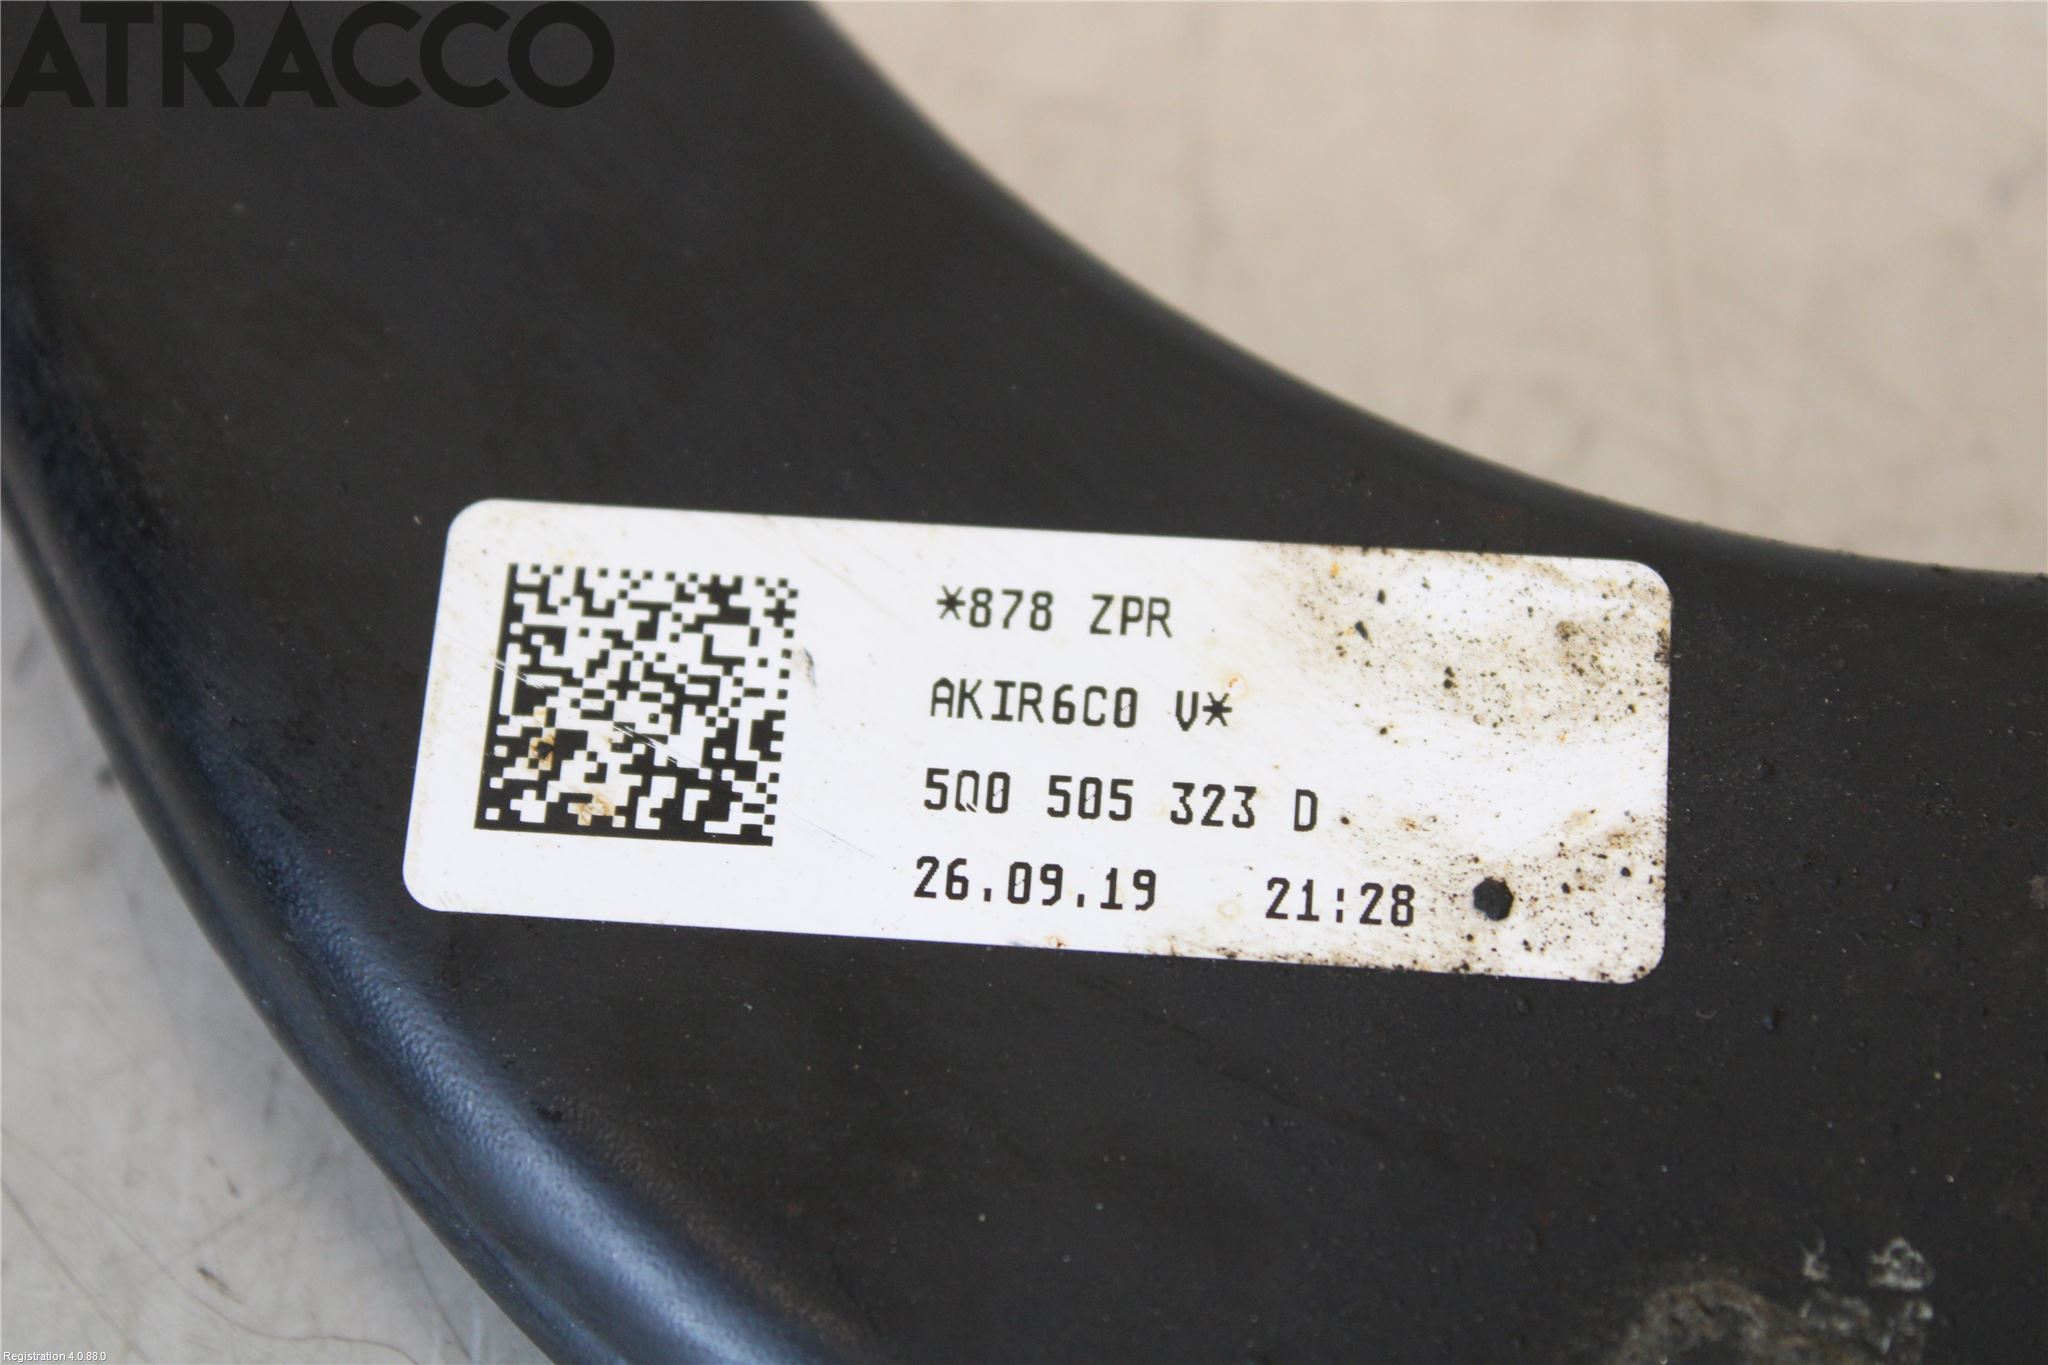 ATRACCO
*878 ZPR
AKIR6C0 V*
5Q0 505 323 D
26.09.19 21:28
Registration 4.0.88.0